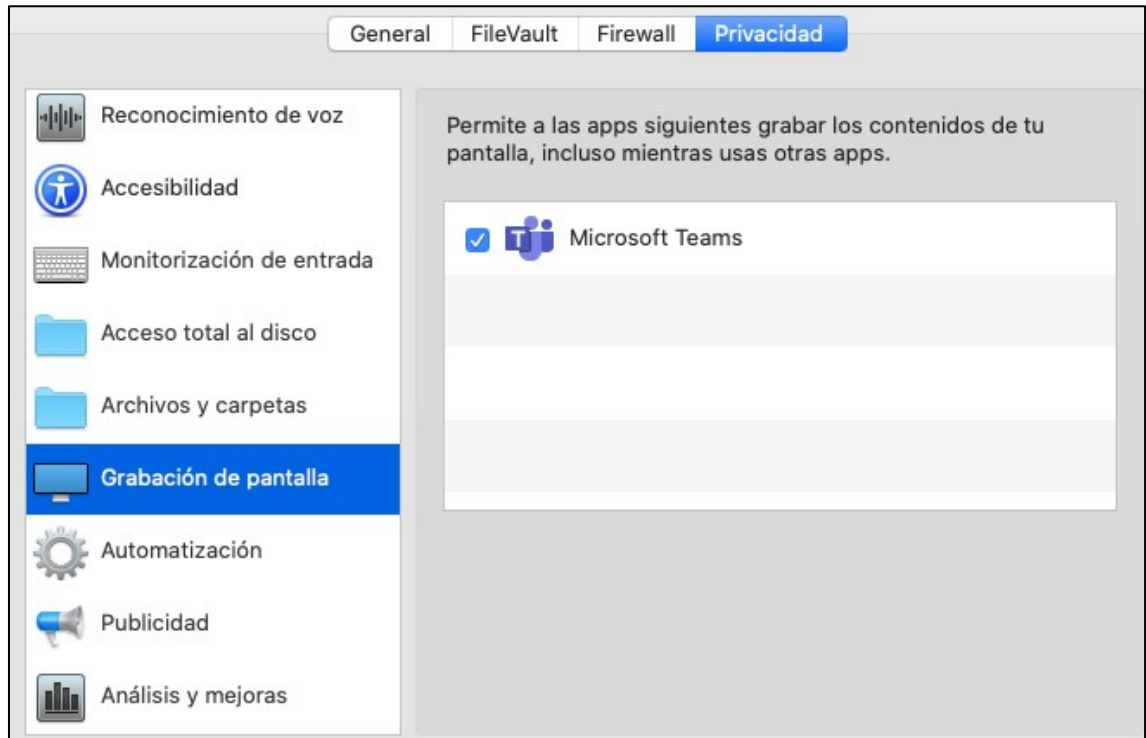 General FileVault Firewall Privacidad
Reconocimiento de voz
Accesibilidad
Monitorización de entrada
Acceso total al disco
Archivos y carpetas
Grabación de pantalla
Automatización
Publicidad
Análisis y mejoras
Permite a las apps siguientes grabar los contenidos de tu
pantalla, incluso mientras usas otras apps.
Microsoft Teams